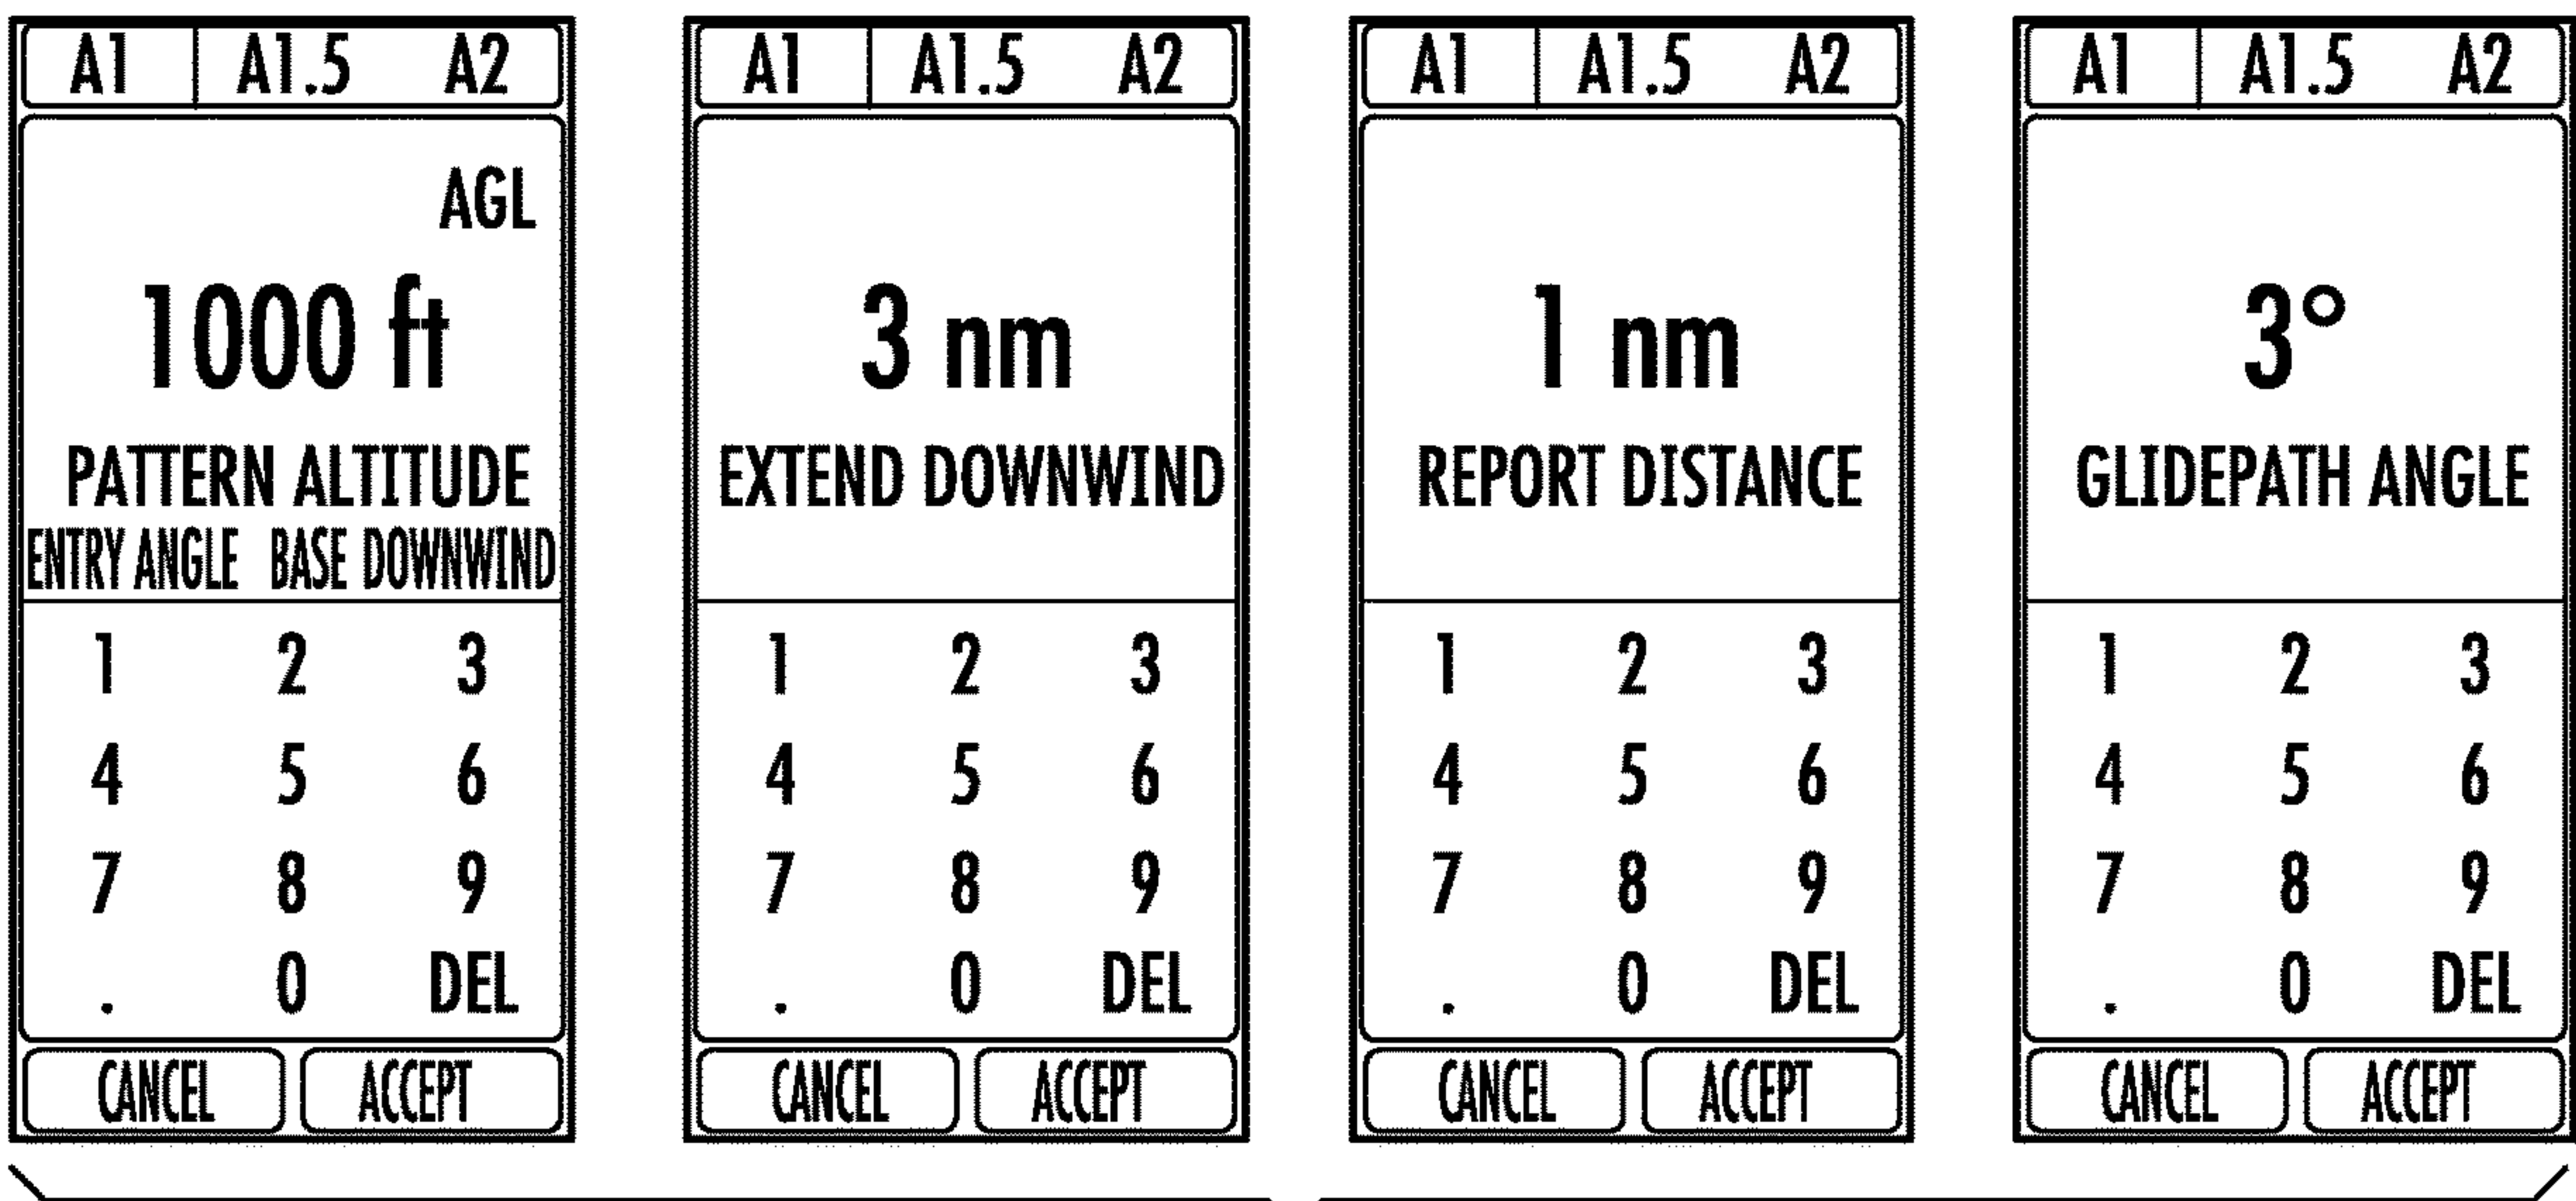 A1 A1.5 A2
AGL
1000 ft
PATTERN ALTITUDE
ENTRY ANGLE BASE DOWNWIND
1 2 3
4 5 6
7 8 9
. 0 DEL
CANCEL ACCEPT
A1 A1.5 A2
3 nm
EXTEND DOWNWIND
1 2 3
4 5 6
7 8 9
. 0 DEL
CANCEL ACCEPT
A1 A1.5 A2
1 nm
REPORT DISTANCE
1 2 3
4 5 6
7 8 9
. 0 DEL
CANCEL ACCEPT
A1 A1.5 A2
3°
GLIDEPATH ANGLE
1 2 3
4 5 6
7 8 9
. 0 DEL
CANCEL ACCEPT